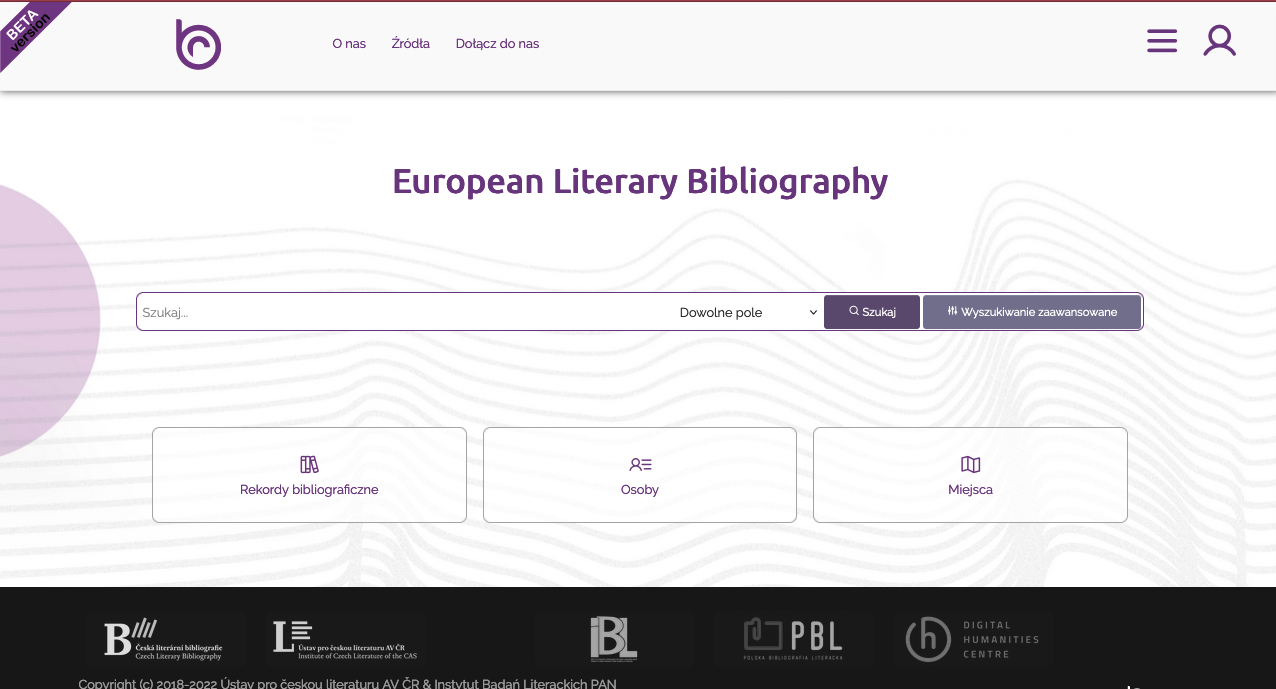 BETA
version
O nas
Źródła
Dołącz do nas
European Literary Bibliography
Szukaj...
Dowolne pole
Szukaj
Wyszukiwanie zaawansowane
Rekordy bibliograficzne
Osoby
Miejsca
B
Česká literární bibliografie
Czech Literary Bibliography
L
Ústav pro českou literaturu AV ČR
Institute of Czech Literature of the CAS
IBL
PBL
POLSKA BIBLIOGRAFIA LITERACKA
DIGITAL
HUMANITIES
CENTRE
Copyright (c) 2018-2022 Ústav pro českou literaturu AV ČR & Instytut Badań Literackich PAN